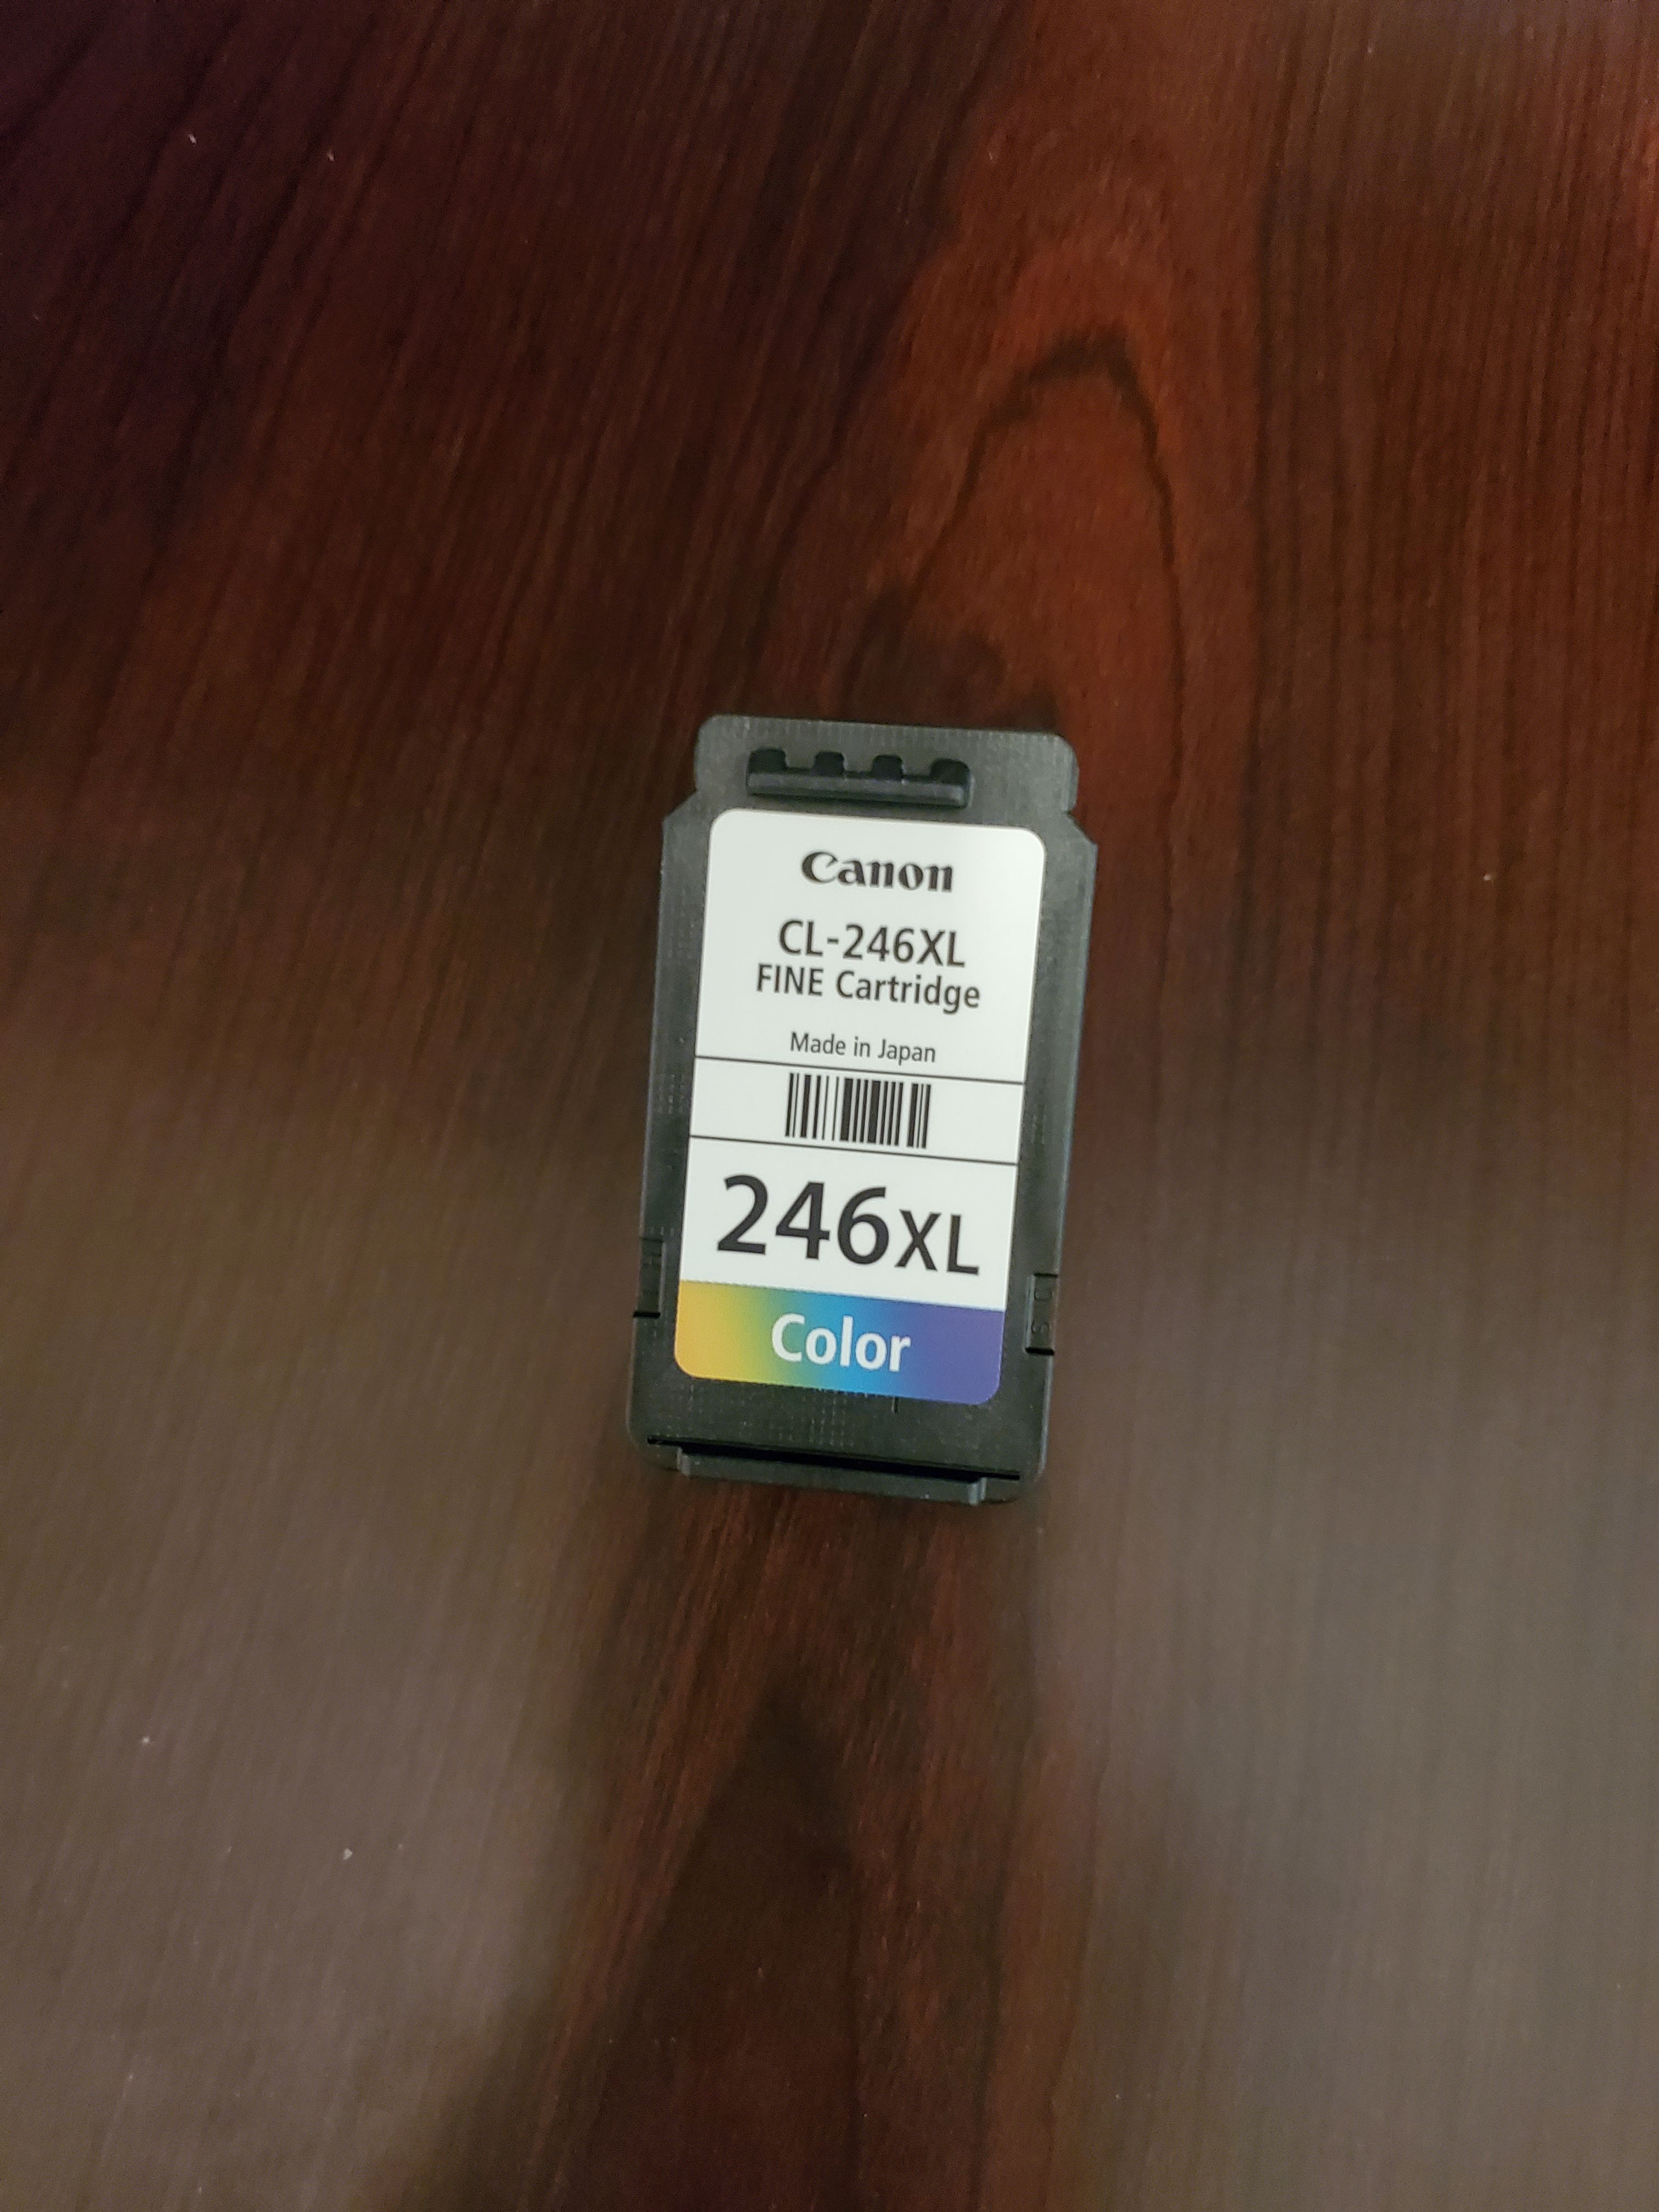 Canon
CL-246XL
FINE Cartridge
Made in Japan
246XL
Color